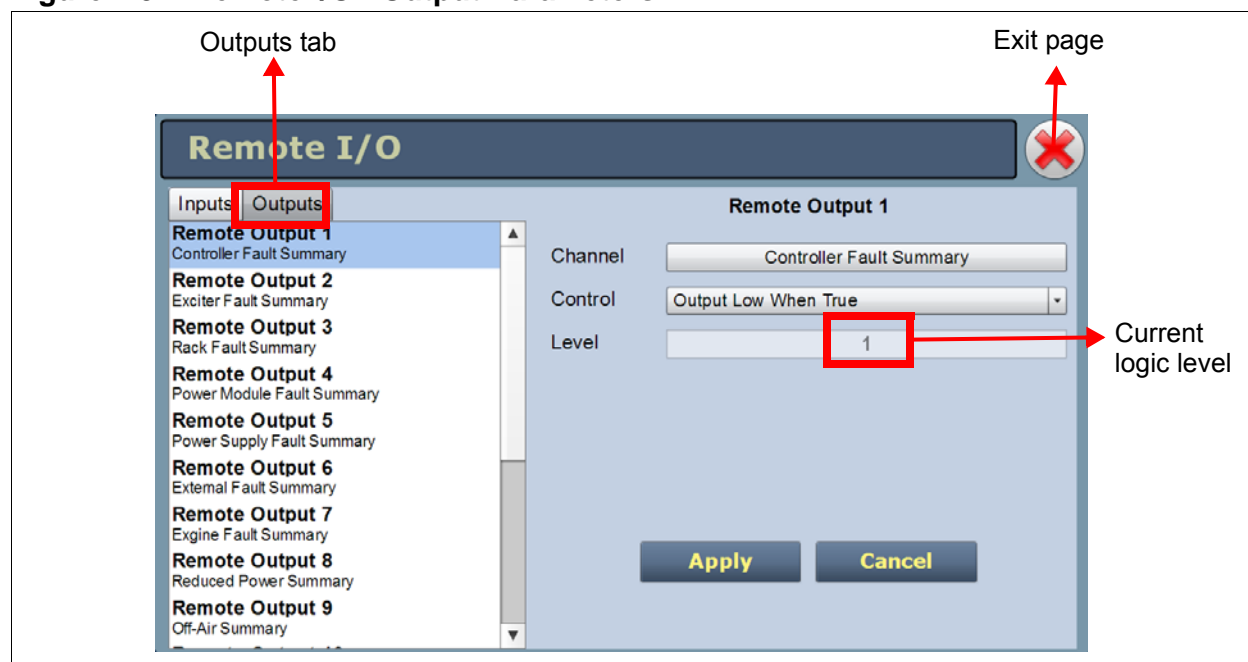 Outputs tab
Exit page
Remote I/O
Inputs
Outputs
Remote Output 1
Controller Fault Summary
Remote Output 2
Exciter Fault Summary
Remote Output 3
Rack Fault Summary
Remote Output 4
Power Module Fault Summary
Remote Output 5
Power Supply Fault Summary
Remote Output 6
External Fault Summary
Remote Output 7
Exgine Fault Summary
Remote Output 8
Reduced Power Summary
Remote Output 9
Off-Air Summary
Remote Output 1
Channel
Controller Fault Summary
Control
Output Low When True
Level
1
Current
logic level
Apply
Cancel